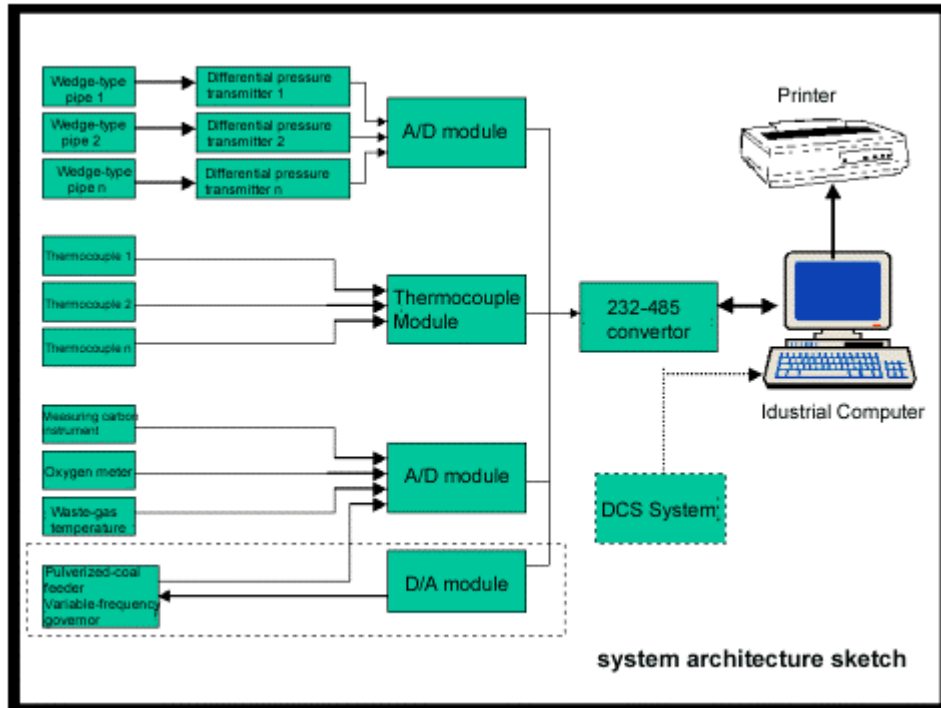 Wedge-type
pipe 1
Differential pressure
transmitter 1
Wedge-type
pipe 2
Differential pressure
transmitter 2
Wedge-type
pipe n
Differential pressure
transmitter n
A/D module
Printer
Thermocouple 1
Thermocouple 2
Thermocouple n
Thermocouple
Module
232-485
convertor
Idustrial Computer
Measuring carbon
instrument
Oxygen meter
Waste-gas
temperature
A/D module
DCS System
Pulverized-coal
feeder
Variable-frequency
governor
D/A module
system architecture sketch